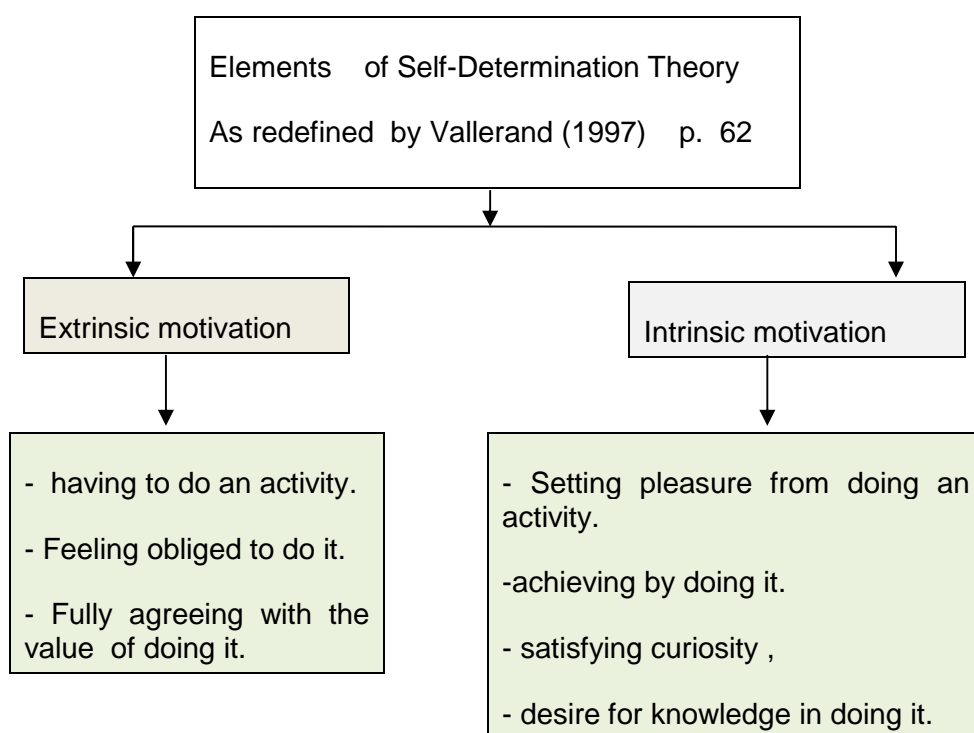 Elements of Self-Determination Theory
As redefined by Vallerand (1997) p. 62
Extrinsic motivation
Intrinsic motivation
- having to do an activity.
- Feeling obliged to do it.
- Fully agreeing with the
value of doing it.
- Setting pleasure from doing an
activity.
-achieving by doing it.
- satisfying curiosity ,
- desire for knowledge in doing it.